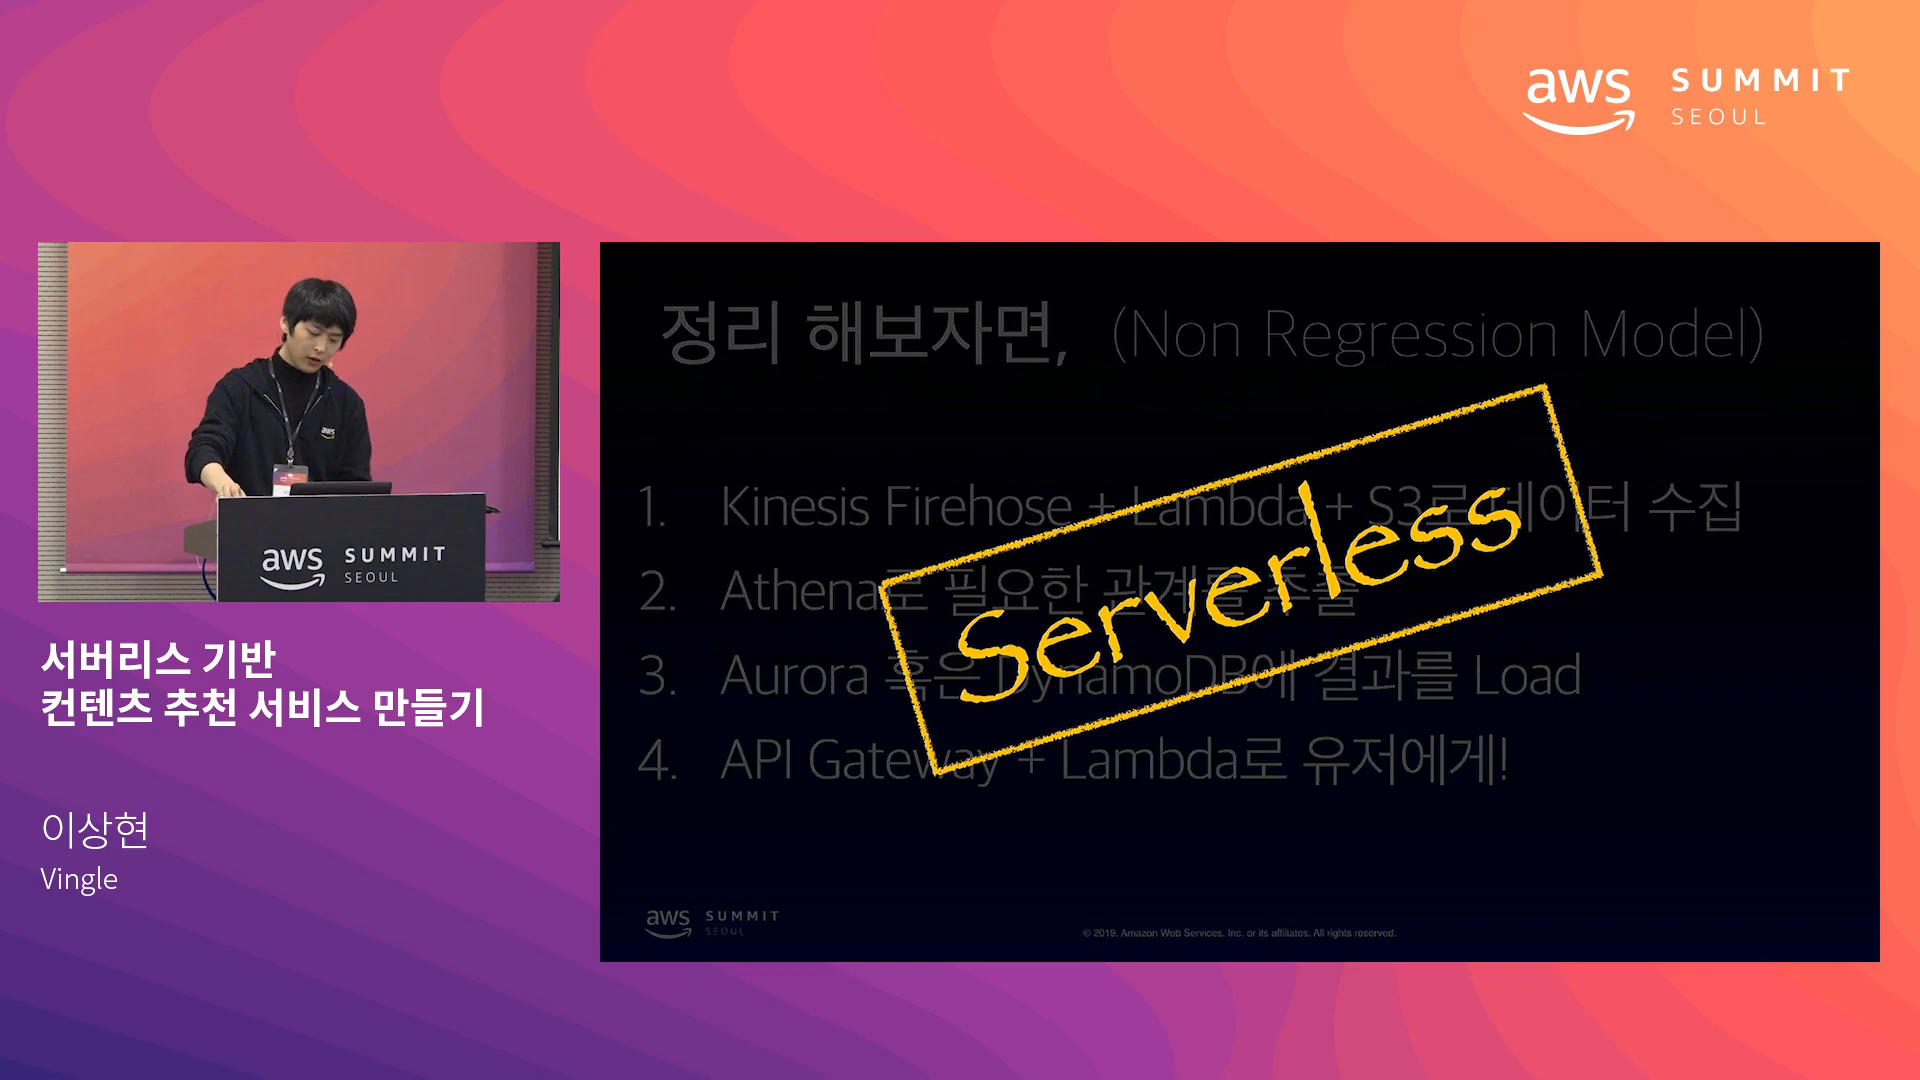 aws SUMMIT
SEOUL
aws
aws SUMMIT
SEOUL
서버리스 기반
컨텐츠 추천 서비스 만들기
이상현
Vingle
정리 해보자면, (Non Regression Model)
1. Kinesis Firehose + Lambda + S3로 데이터 수집
2. Athena로 필요한 관계를 추출
3. Aurora 혹은 DynamoDB에 결과를 Load
4. API Gateway + Lambda로 유저에게!
Serverless
aws SUMMIT
SEOUL
© 2019, Amazon Web Services, Inc. or its affiliates. All rights reserved.